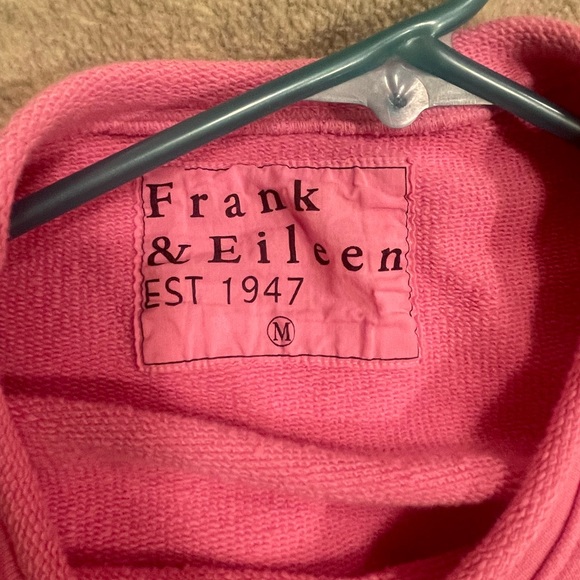 Frank
& Eileen
EST 1947
M